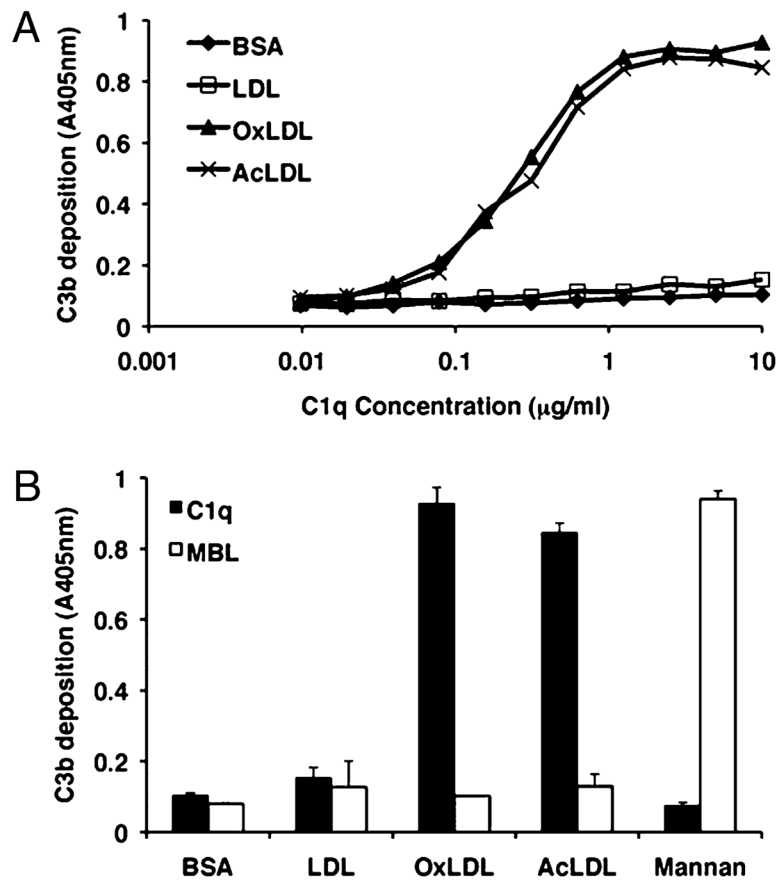 A
C3b deposition (A405nm)
1
0.8
0.6
0.4
0.2
0
BSA
LDL
OxLDL
AcLDL
0.001
0.01
0.1
1
10
C1q Concentration (μg/ml)
B
C3b deposition (A405nm)
1
0.8
0.6
0.4
0.2
0
C1q
MBL
BSA
LDL
OxLDL
AcLDL
Mannan